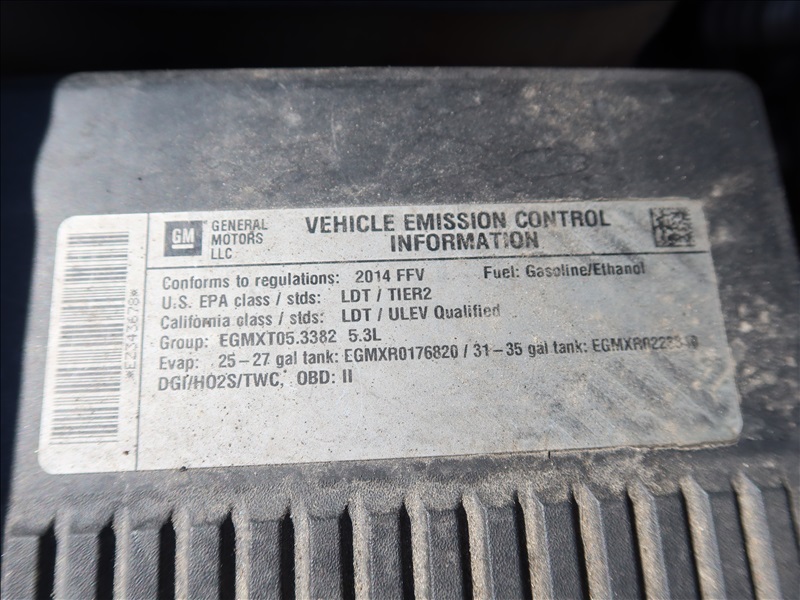 GM GENERAL MOTORS LLC
VEHICLE EMISSION CONTROL INFORMATION
Conforms to regulations: 2014 FFV Fuel: Gasoline/Ethanol
U.S. EPA class / stds: LDT / TIER2
California class / stds: LDT / ULEV Qualified
Group: EGMXT05.3382 5.3L
Evap: 25-27 gal tank: EGMXR0176820 / 31-35 gal tank:
DGI/HO2S/TWC, OBD: II
*E2343678*